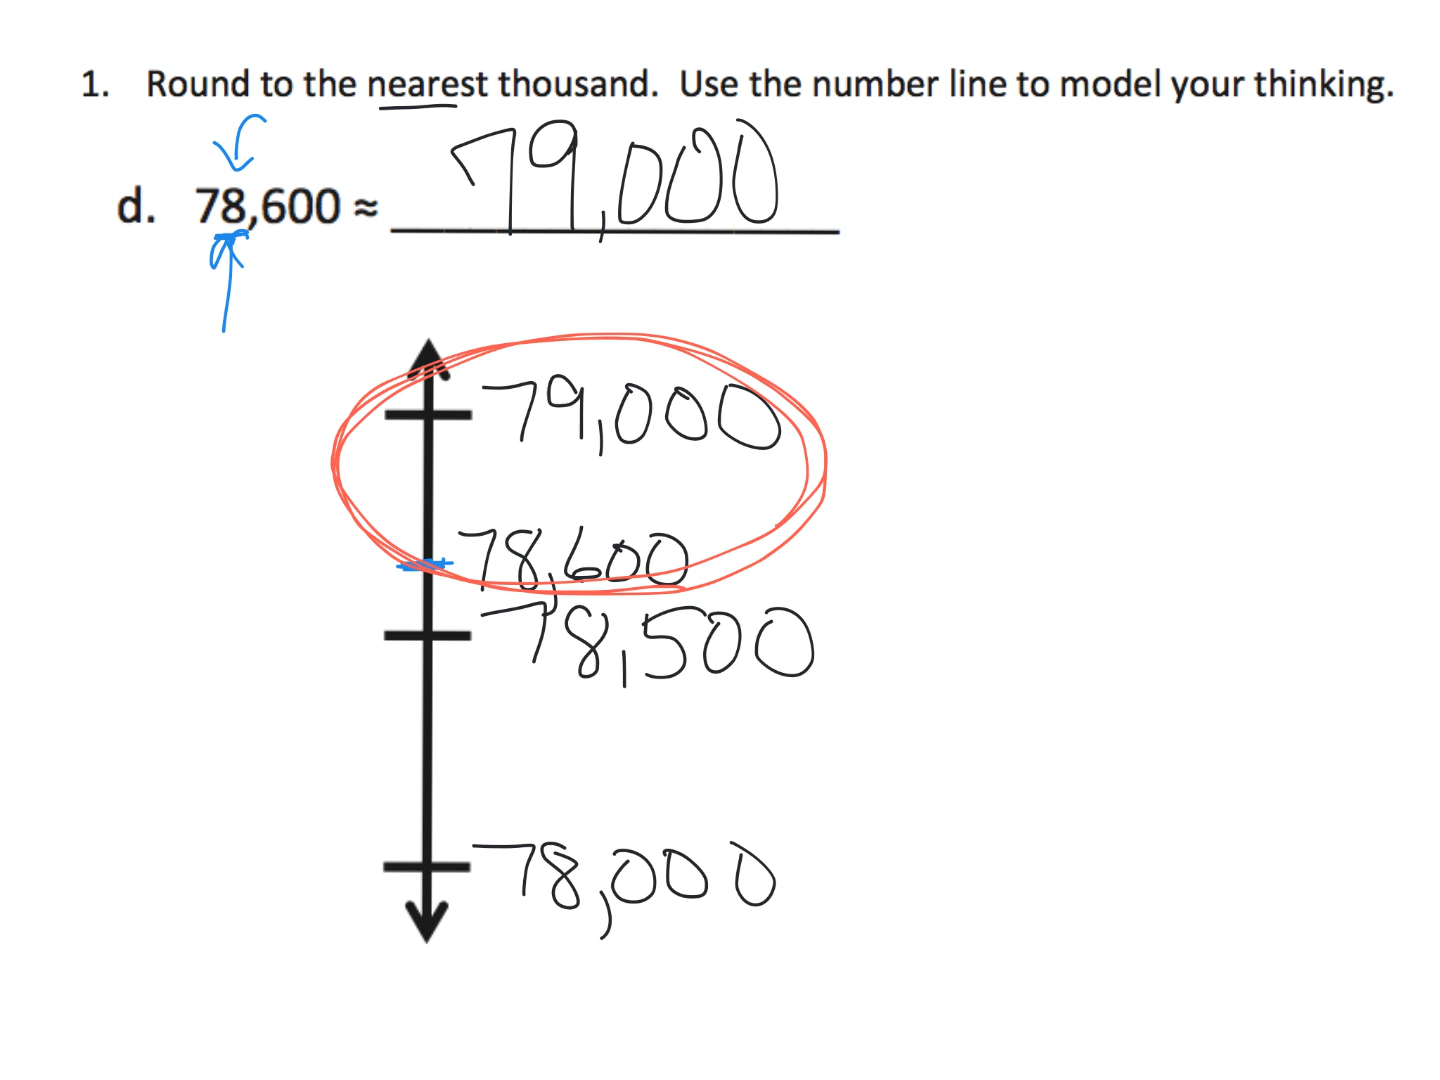 1. Round to the nearest thousand. Use the number line to model your thinking.
d. 78,600 ≈ 79,000
79,000
78,600
78,500
78,000